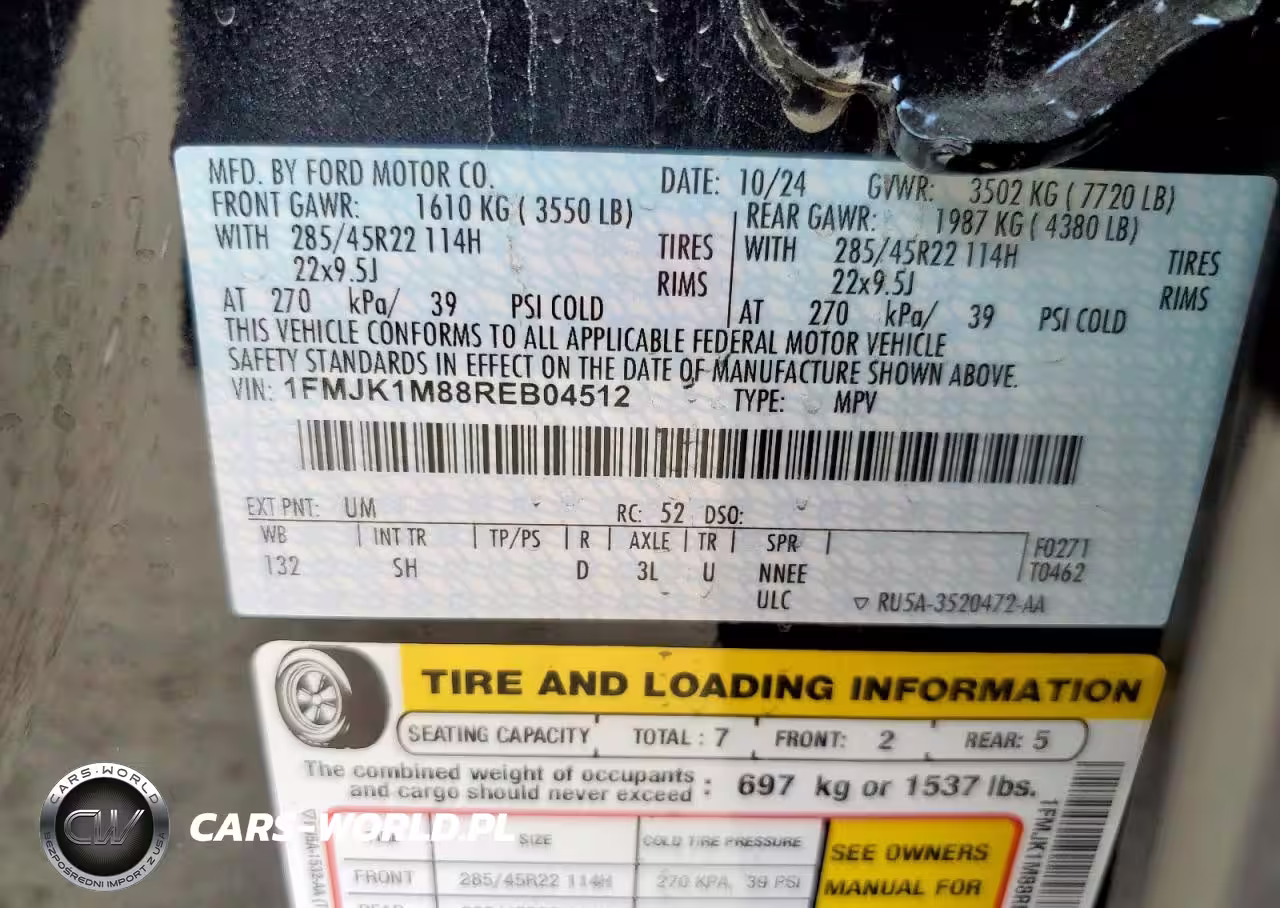 MFD. BY FORD MOTOR CO. DATE: 10/24 GVWR: 3502 KG ( 7720 LB)
FRONT GAWR: 1610 KG ( 3550 LB) REAR GAWR: 1987 KG ( 4380 LB)
WITH 285/45R22 114H TIRES WITH 285/45R22 114H TIRES
22x9.5J RIMS 22x9.5J RIMS
AT 270 kPa/ 39 PSI COLD AT 270 kPa/ 39 PSI COLD
THIS VEHICLE CONFORMS TO ALL APPLICABLE FEDERAL MOTOR VEHICLE
SAFETY STANDARDS IN EFFECT ON THE DATE OF MANUFACTURE SHOWN ABOVE.
VIN: 1FMJK1M88REB04512 TYPE: MPV
EXT PNT: UM RC: 52 DSO:
WB INT TR TP/PS R AXLE TR SPR F0271
132 SH D 3L U NNEE T0462
ULC ▽ RU5A-3520472-AA
TIRE AND LOADING INFORMATION
SEATING CAPACITY TOTAL : 7 FRONT: 2 REAR: 5
The combined weight of occupants
and cargo should never exceed : 697 kg or 1537 lbs.
SIZE COLD TIRE PRESSURE SEE OWNERS
FRONT 285/45R22 114H 270 KPA, 39 PSI MANUAL FOR
1FMJK1M88R
CARS-WORLD
CW
BEZPOŚREDNI IMPORT Z USA
CARS-WORLD.PL